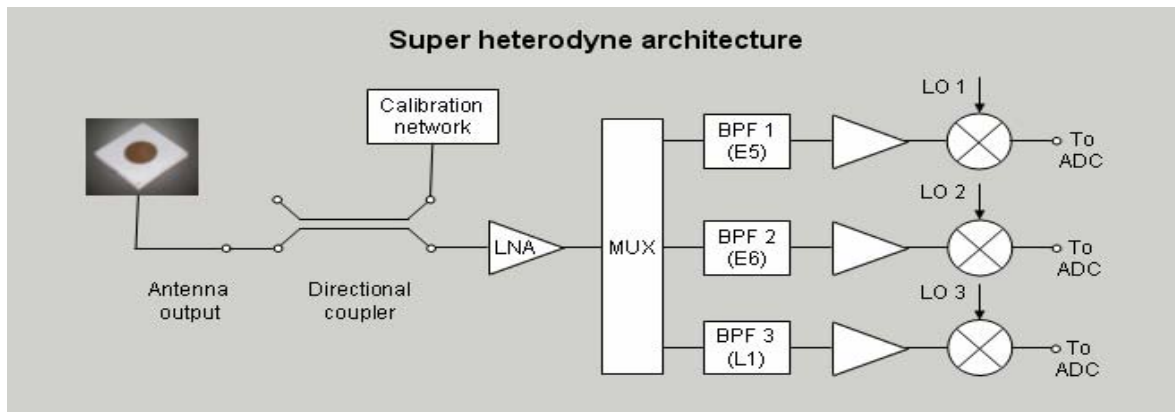 Super heterodyne architecture
Calibration
network
LO 1
BPF 1
(E5)
To
ADC
LO 2
LNA
MUX
BPF 2
(E6)
To
ADC
Antenna
output
Directional
coupler
LO 3
BPF 3
(L1)
To
ADC